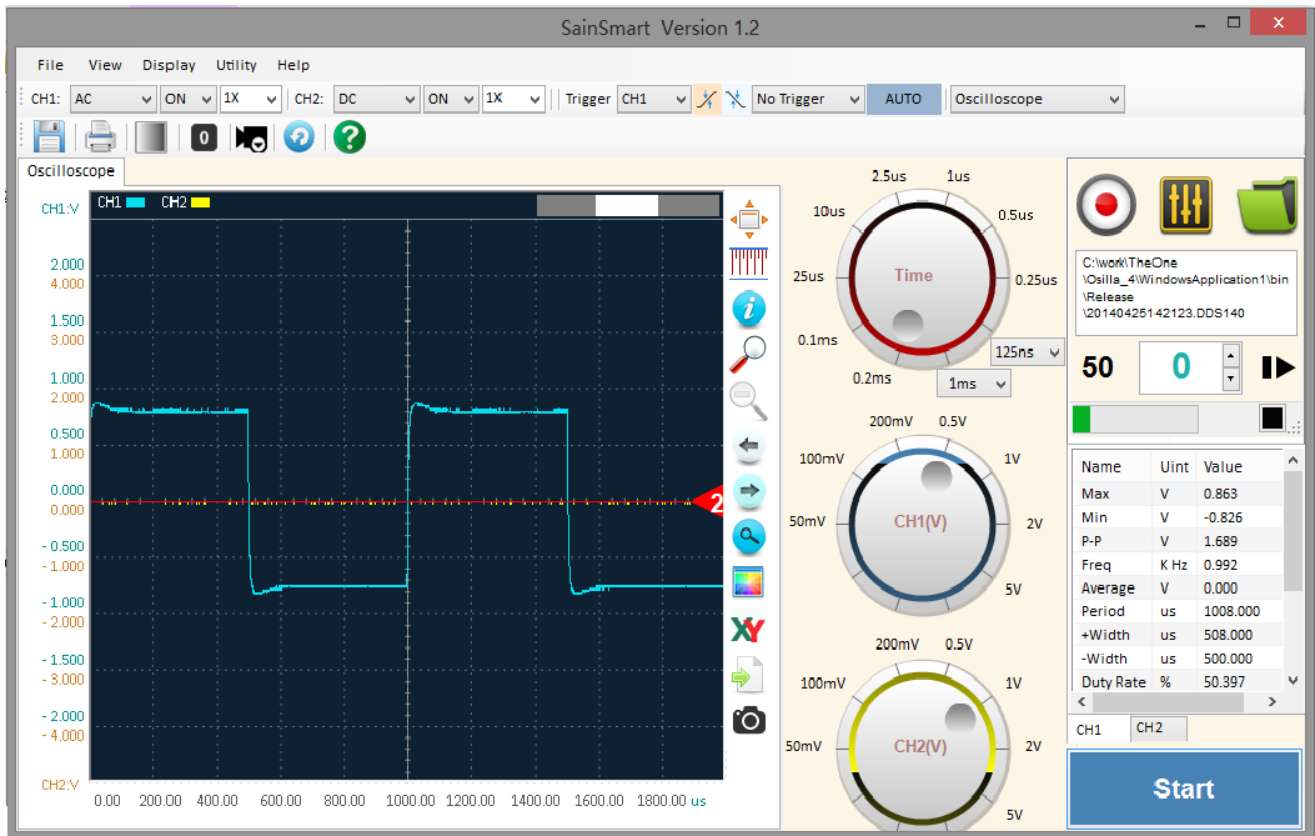 SainSmart Version 1.2
File View Display Utility Help
CH1: AC ON 1X CH2: DC ON 1X Trigger CH1 No Trigger AUTO Oscilloscope
0
Oscilloscope
CH1:V CH1 CH2
2.000
4.000
1.500
3.000
1.000
2.000
0.500
1.000
0.000
0.000
- 0.500
- 1.000
- 1.000
- 2.000
- 1.500
- 3.000
- 2.000
- 4.000
CH2:V
0.00 200.00 400.00 600.00 800.00 1000.00 1200.00 1400.00 1600.00 1800.00 us
2
XY
2.5us 1us
10us 0.5us
25us Time 0.25us
0.1ms 125ns
0.2ms 1ms
200mV 0.5V
100mV 1V
50mV CH1(V) 2V
5V
200mV 0.5V
100mV 1V
50mV CH2(V) 2V
5V
C:\work\TheOne
\Osilla_4\WindowsApplication1\bin
\Release
\20140425142123.DDS140
50 0
Name Uint Value
Max V 0.863
Min V -0.826
P-P V 1.689
Freq K Hz 0.992
Average V 0.000
Period us 1008.000
+Width us 508.000
-Width us 500.000
Duty Rate % 50.397
CH1 CH2
Start